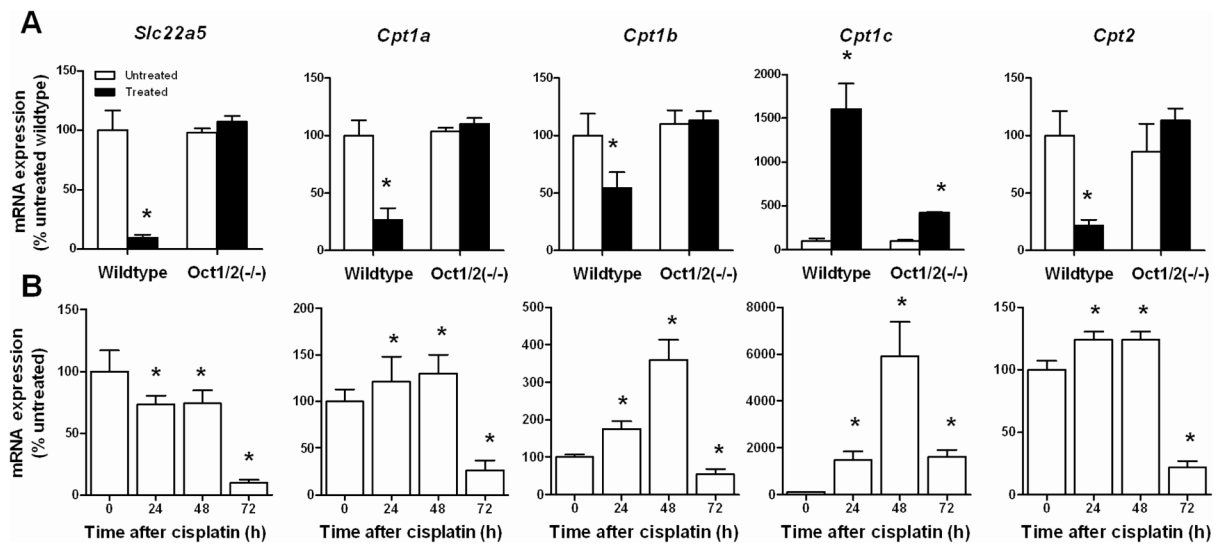 A
Slc22a5
Cpt1a
Cpt1b
Cpt1c
Cpt2
mRNA expression
(% untreated wildtype)
150
100
50
0
Untreated
Treated
*
Wildtype
Oct1/2(-/-)
150
100
50
0
*
Wildtype
Oct1/2(-/-)
150
100
50
0
*
Wildtype
Oct1/2(-/-)
2000
1500
1000
500
0
*
*
Wildtype
Oct1/2(-/-)
150
100
50
0
*
Wildtype
Oct1/2(-/-)
B
mRNA expression
(% untreated)
150
100
50
0
*
*
*
0 24 48 72
Time after cisplatin (h)
200
150
100
50
0
*
*
*
0 24 48 72
Time after cisplatin (h)
500
400
300
200
100
0
*
*
*
0 24 48 72
Time after cisplatin (h)
8000
6000
4000
2000
0
*
*
*
0 24 48 72
Time after cisplatin (h)
150
100
50
0
*
*
*
0 24 48 72
Time after cisplatin (h)